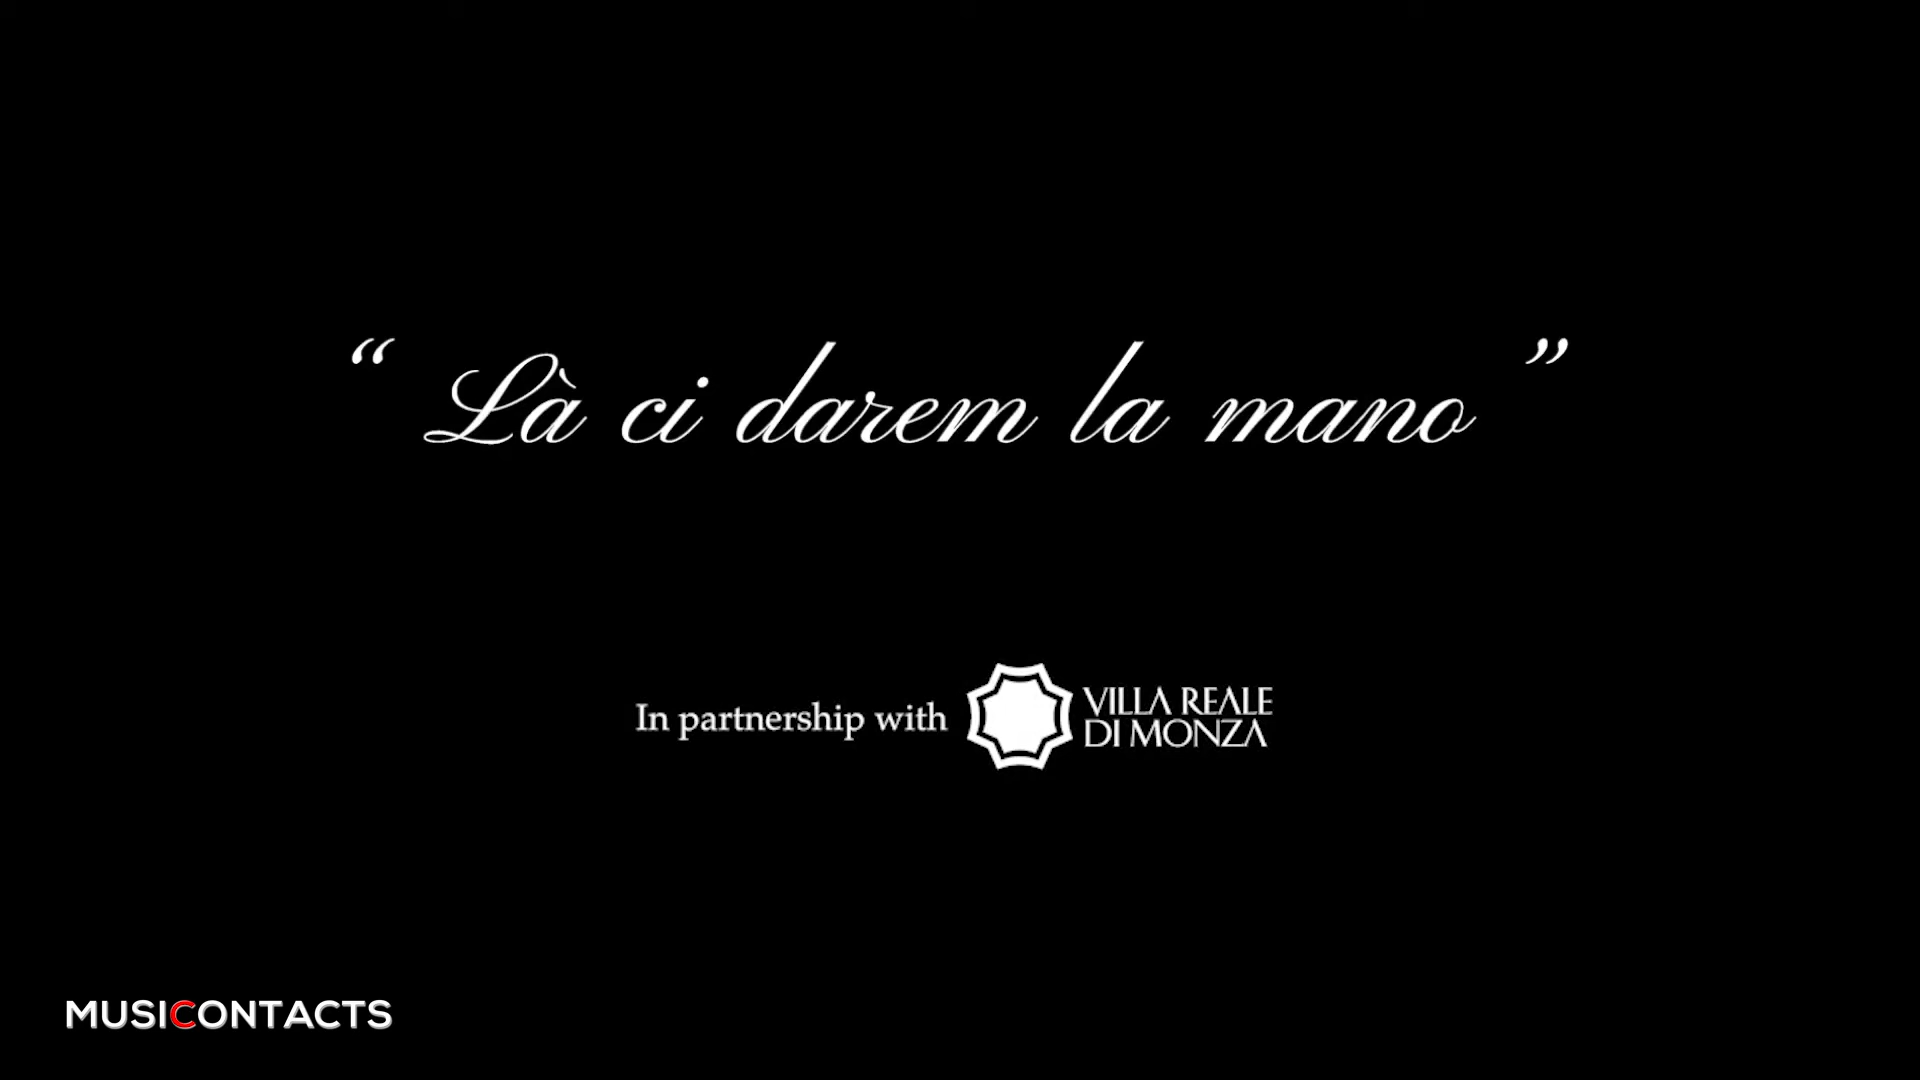 “ Là ci darem la mano ”
In partnership with
VILLA REALE
DI MONZA
MUSICONTACTS